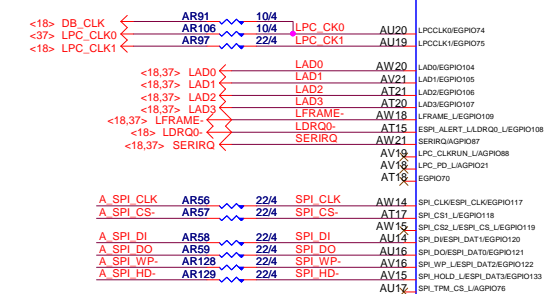 <18> DB_CLK AR91 10/4
<37> LPC_CLK0 AR106 10/4 LPC_CK0 AU20 LPCCLK0/EGPIO74
<18> LPC_CLK1 AR97 22/4 LPC_CK1 AU19 LPCCLK1/EGPIO75
<18,37> LAD0 LAD0 AW20 LAD0/EGPIO104
<18,37> LAD1 LAD1 AV21 LAD1/EGPIO105
<18,37> LAD2 LAD2 AT21 LAD2/EGPIO106
<18,37> LAD3 LAD3 AT20 LAD3/EGPIO107
<18,37> LFRAME- LFRAME- AW18 LFRAME_L/EGPIO109
<18> LDRQ0- LDRQ0- AT15 ESPI_ALERT_L/LDRQ0_L/EGPIO108
<18,37> SERIRQ SERIRQ AW21 SERIRQ/AGPIO87
AV19 LPC_CLKRUN_L/AGPIO88
AV18 LPC_PD_L/AGPIO21
AT18 EGPIO70
A_SPI_CLK AR56 22/4 SPI_CLK AW14 SPI_CLK/ESPI_CLK/EGPIO117
A_SPI_CS- AR57 22/4 SPI_CS- AT17 SPI_CS1_L/EGPIO118
AW15 SPI_CS2_L/ESPI_CS_L/EGPIO119
A_SPI_DI AR58 22/4 SPI_DI AU14 SPI_DI/ESPI_DAT1/EGPIO120
A_SPI_DO AR59 22/4 SPI_DO AU16 SPI_DO/ESPI_DAT0/EGPIO121
A_SPI_WP- AR128 22/4 SPI_WP- AV16 SPI_WP_L/ESPI_DAT2/EGPIO122
A_SPI_HD- AR129 22/4 SPI_HD- AV15 SPI_HOLD_L/ESPI_DAT3/EGPIO133
AU17 SPI_TPM_CS_L/AGPIO76